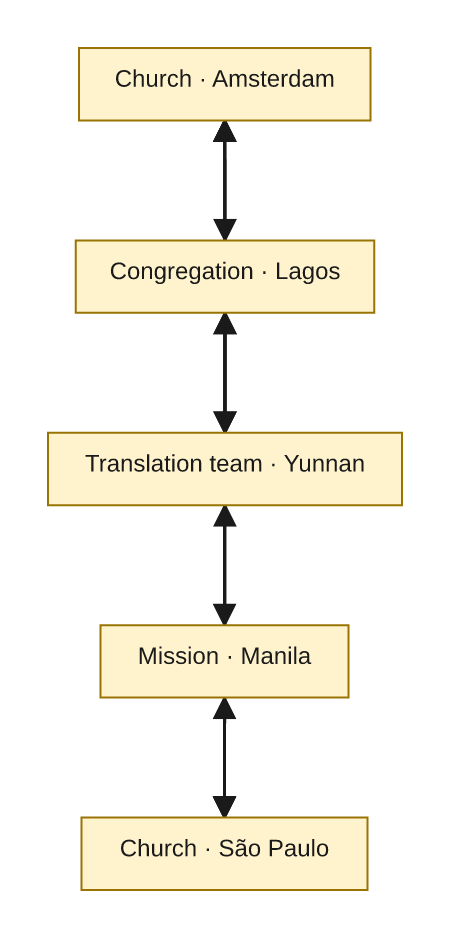 Church · Amsterdam
Congregation · Lagos
Translation team · Yunnan
Mission · Manila
Church · São Paulo